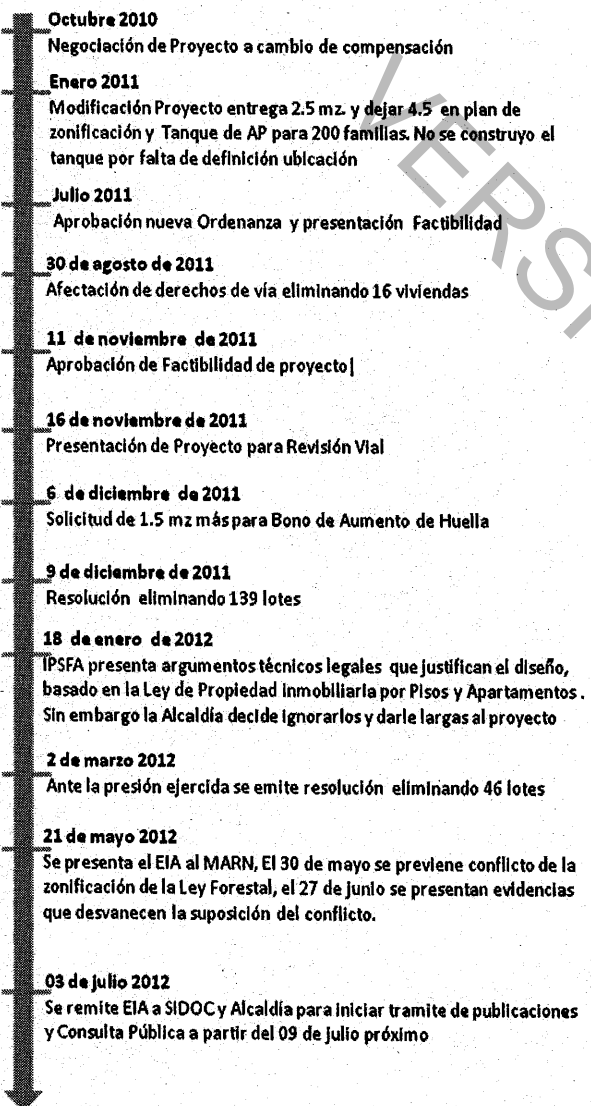 Octubre 2010
Negociación de Proyecto a cambio de compensación
Enero 2011
Modificación Proyecto entrega 2.5 mz. y dejar 4.5 en plan de
zonificación y Tanque de AP para 200 familias. No se construyo el
tanque por falta de definición ubicación
Julio 2011
Aprobación nueva Ordenanza y presentación Factibilidad
30 de agosto de 2011
Afectación de derechos de vía eliminando 16 viviendas
11 de noviembre de 2011
Aprobación de Factibilidad de proyecto|
16 de noviembre de 2011
Presentación de Proyecto para Revisión Vial
6 de diciembre de 2011
Solicitud de 1.5 mz más para Bono de Aumento de Huella
9 de diciembre de 2011
Resolución eliminando 139 lotes
18 de enero de 2012
IPSFA presenta argumentos técnicos legales que justifican el diseño,
basado en la Ley de Propiedad Inmobiliaria por Pisos y Apartamentos.
Sin embargo la Alcaldía decide ignorarlos y darle largas al proyecto
2 de marzo 2012
Ante la presión ejercida se emite resolución eliminando 46 lotes
21 de mayo 2012
Se presenta el EIA al MARN, El 30 de mayo se previene conflicto de la
zonificación de la Ley Forestal, el 27 de junio se presentan evidencias
que desvanecen la suposición del conflicto.
03 de julio 2012
Se remite EIA a SIDOC y Alcaldía para iniciar tramite de publicaciones
y Consulta Pública a partir del 09 de julio próximo
VERSI